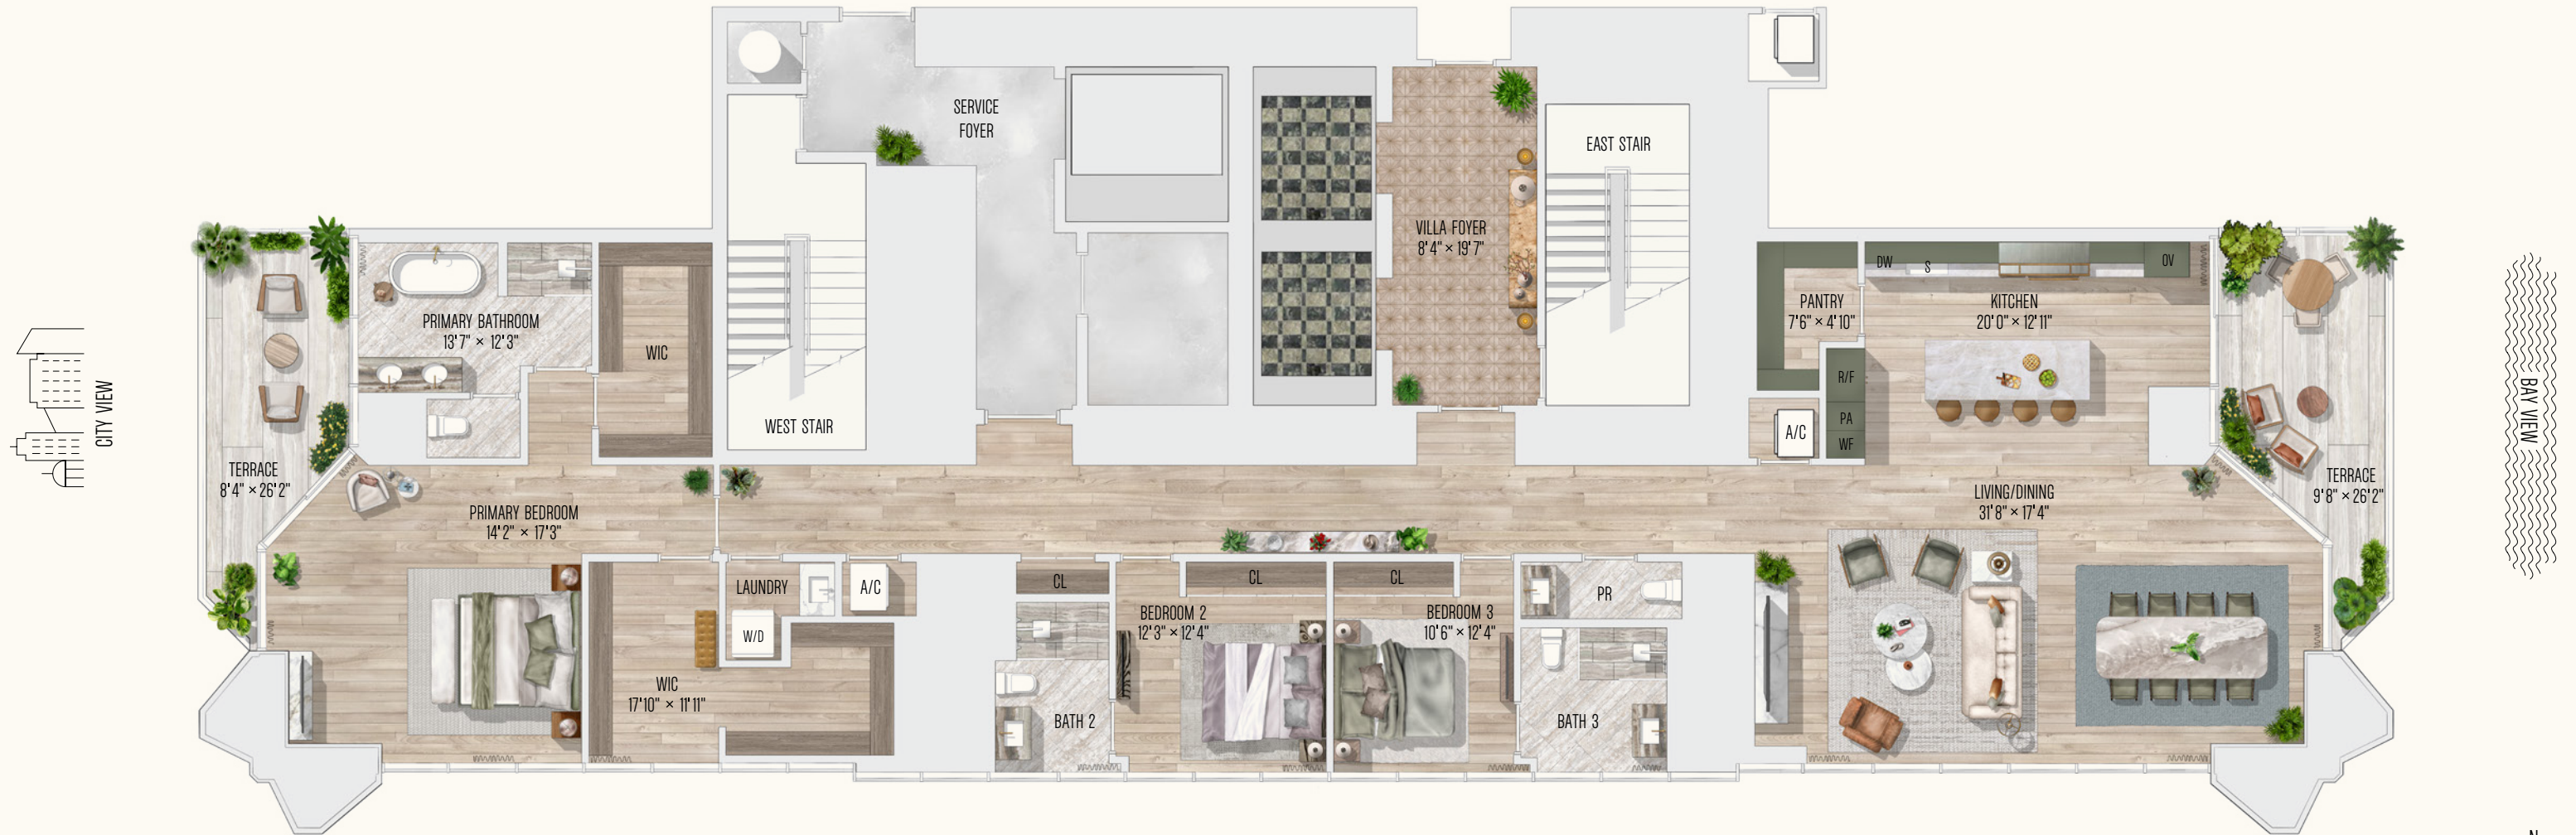 SERVICE
FOYER
EAST STAIR
VILLA FOYER
8'4" × 19'7"
WEST STAIR
PRIMARY BATHROOM
13'7" × 12'3"
WIC
PANTRY
7'6" × 4'10"
DW
S
OV
KITCHEN
20'0" × 12'11"
R/F
PA
WF
A/C
CITY VIEW
BAY VIEW
TERRACE
8'4" × 26'2"
PRIMARY BEDROOM
14'2" × 17'3"
LIVING/DINING
31'8" × 17'4"
TERRACE
9'8" × 26'2"
LAUNDRY
A/C
W/D
WIC
17'10" × 11'11"
CL
CL
CL
BEDROOM 2
12'3" × 12'4"
BEDROOM 3
10'6" × 12'4"
PR
BATH 2
BATH 3
N